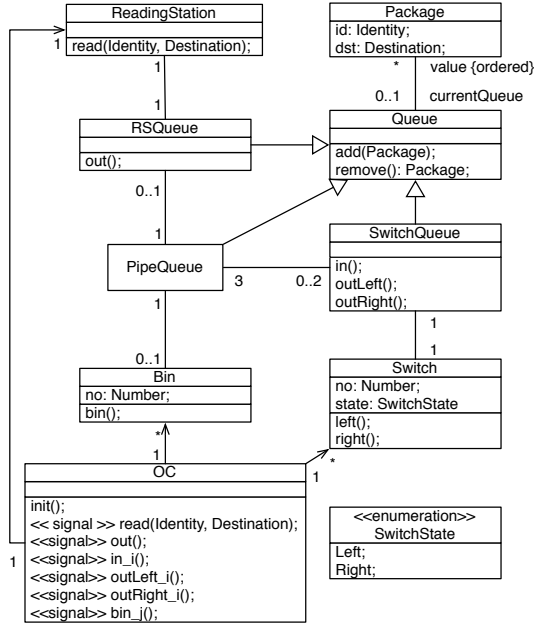 ReadingStation
read(Identity, Destination);
1
1
1
RSQueue
out();
0..1
1
PipeQueue
1
0..1
Bin
no: Number;
bin();
*
1
OC
init();
<< signal >> read(Identity, Destination);
<<signal>> out();
<<signal>> in_i();
<<signal>> outLeft_i();
<<signal>> outRight_i();
<<signal>> bin_j();
1
1
*
Package
id: Identity;
dst: Destination;
* value {ordered}
0..1 currentQueue
Queue
add(Package);
remove(): Package;
SwitchQueue
in();
outLeft();
outRight();
3 0..2
1
1
Switch
no: Number;
state: SwitchState
left();
right();
<<enumeration>>
SwitchState
Left;
Right;